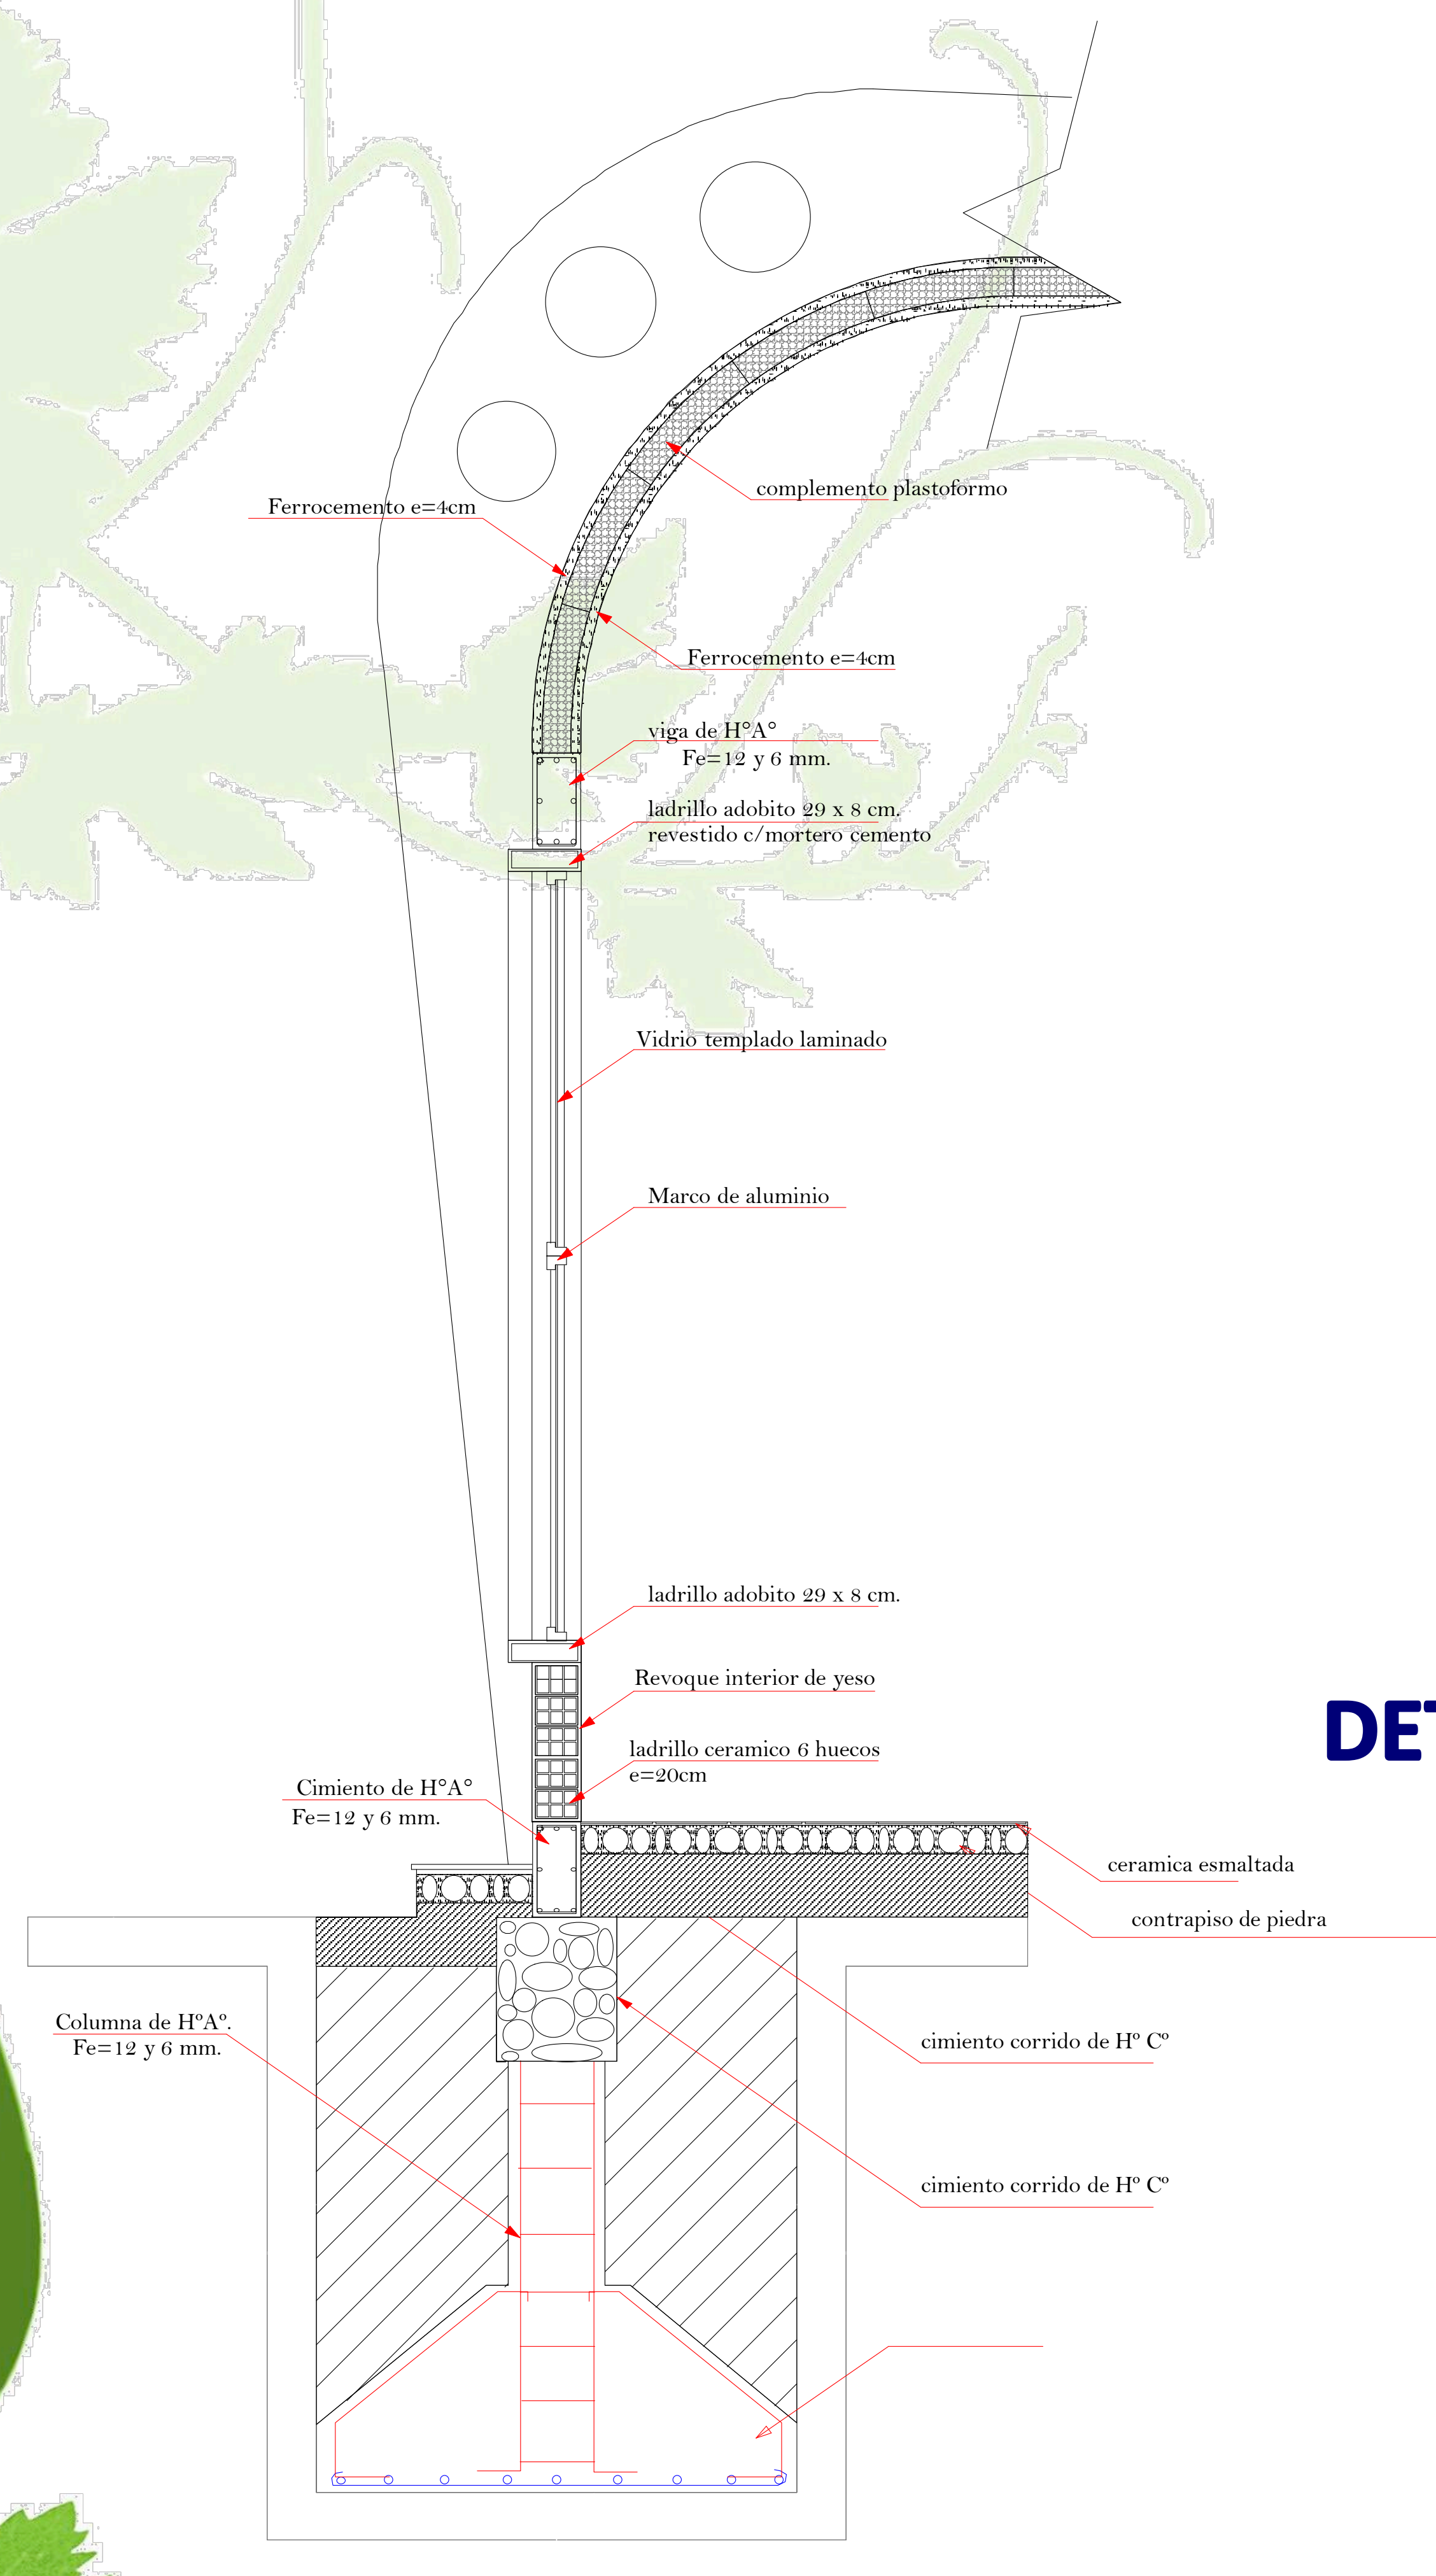 complemento plastoformo
Ferrocemento e=4cm
Ferrocemento e=4cm
viga de H°A°
Fe=12 y 6 mm.
ladrillo adobito 29 x 8 cm.
revestido c/mortero cemento
Vidrio templado laminado
Marco de aluminio
ladrillo adobito 29 x 8 cm.
Revoque interior de yeso
DET
ladrillo ceramico 6 huecos
e=20cm
Cimiento de H°A°
Fe=12 y 6 mm.
ceramica esmaltada
contrapiso de piedra
Columna de HºAº.
Fe=12 y 6 mm.
cimiento corrido de Hº Cº
cimiento corrido de Hº Cº